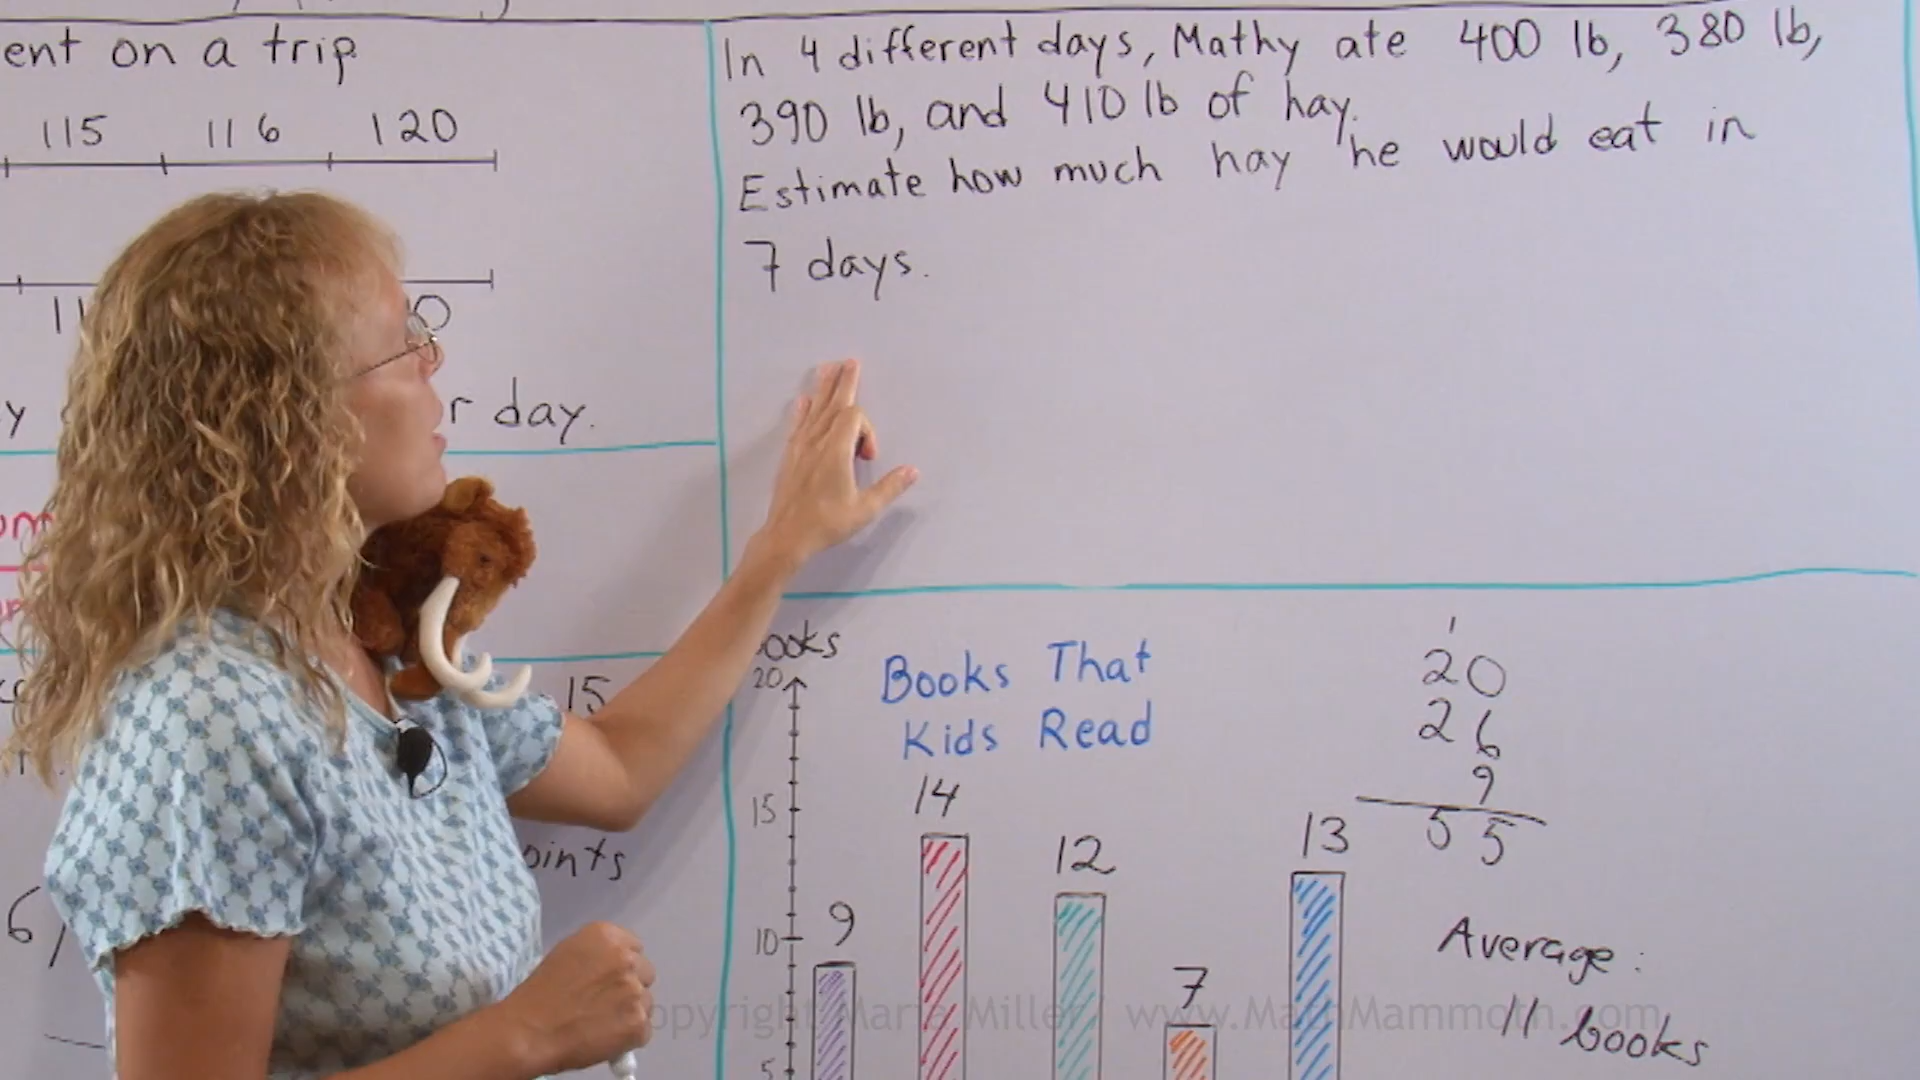 ent on a trip
115 116 120
r day.
In 4 different days, Mathy ate 400 lb, 380 lb,
390 lb, and 410 lb of hay.
Estimate how much hay he would eat in
7 days.
15
oints
6
ooks
20
15
10
5
Books That
Kids Read
9
14
12
7
13
1
20
26
9
55
Average:
11 books
opyright Maria Miller www.MathMammoth.com